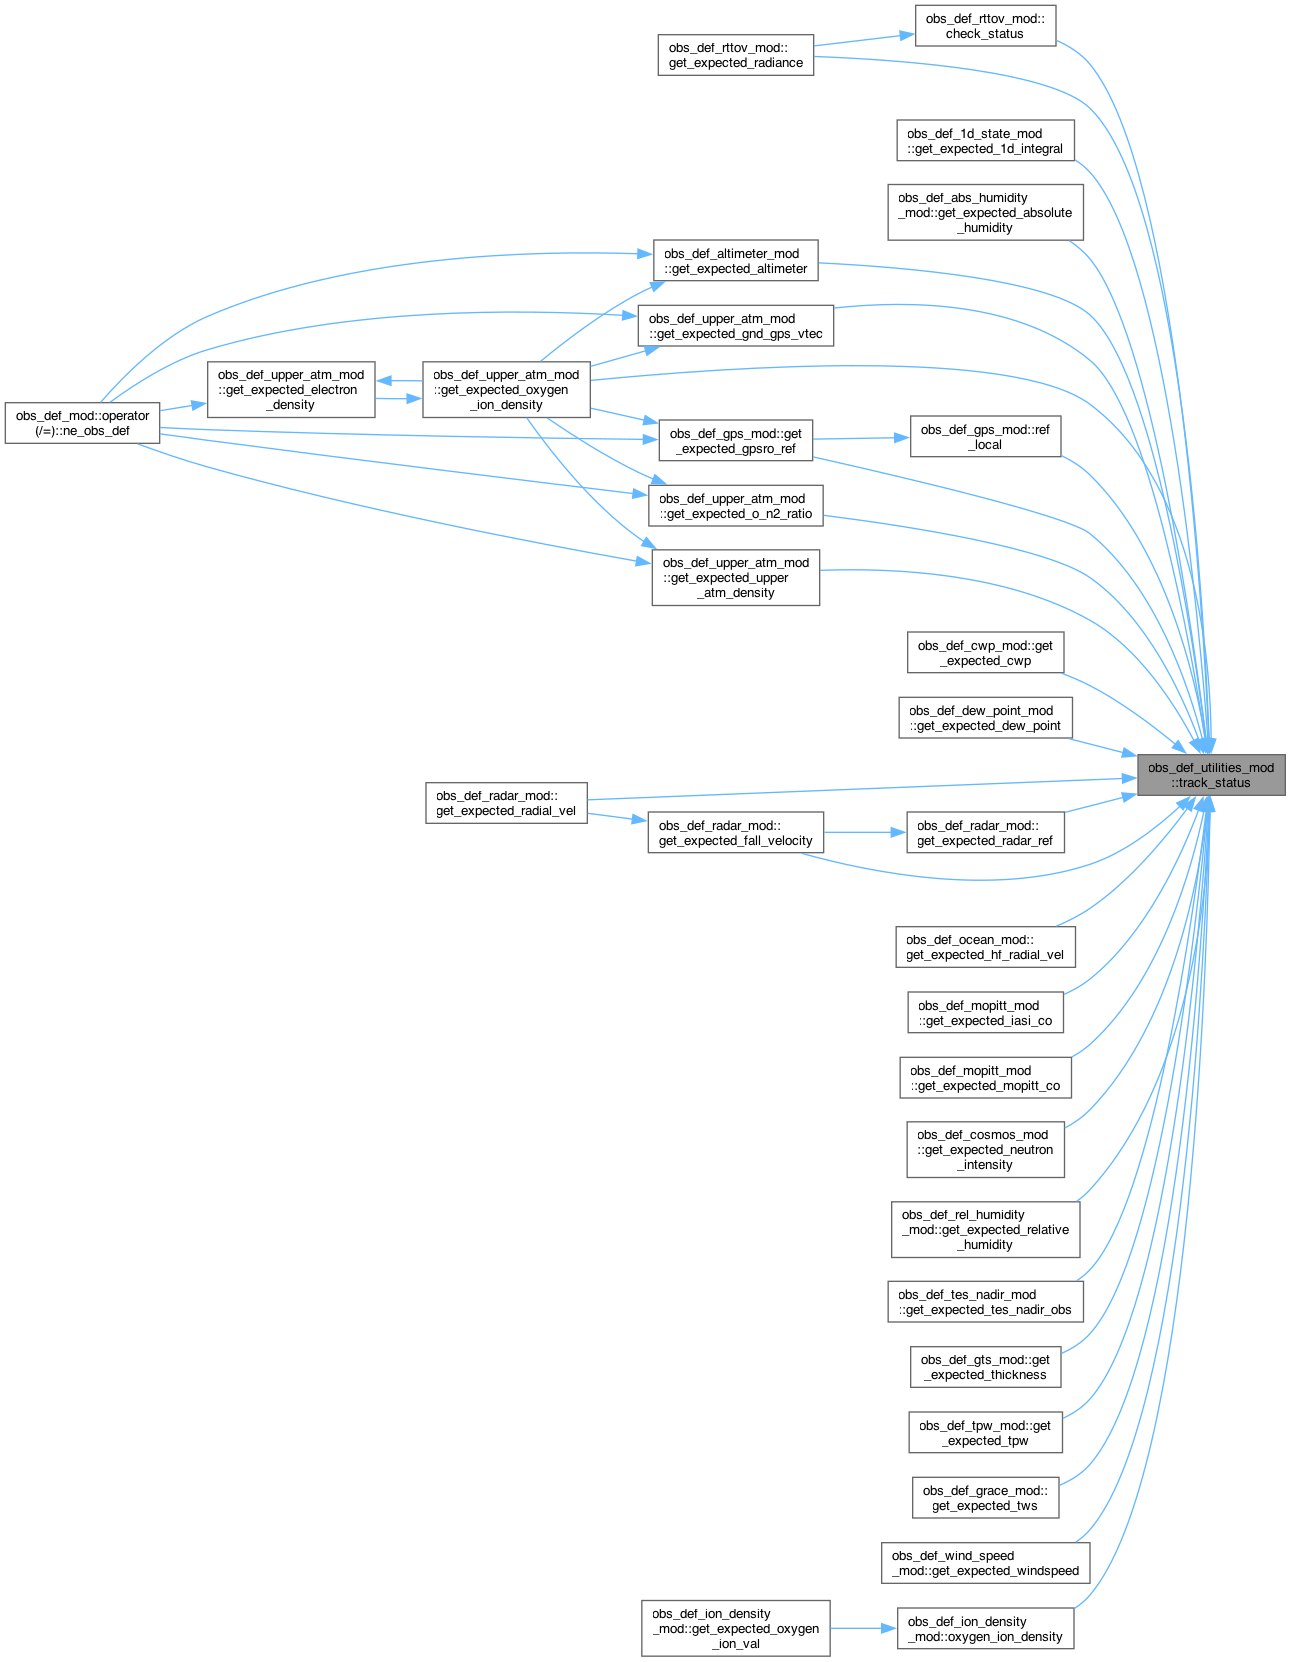 obs_def_rttov_mod::
check_status
obs_def_rttov_mod::
get_expected_radiance
obs_def_1d_state_mod
::get_expected_1d_integral
obs_def_abs_humidity
_mod::get_expected_absolute
_humidity
obs_def_altimeter_mod
::get_expected_altimeter
obs_def_upper_atm_mod
::get_expected_gnd_gps_vtec
obs_def_upper_atm_mod
::get_expected_electron
_density
obs_def_upper_atm_mod
::get_expected_oxygen
_ion_density
obs_def_mod::operator
(/=)::ne_obs_def
obs_def_gps_mod::get
_expected_gpsro_ref
obs_def_gps_mod::ref
_local
obs_def_upper_atm_mod
::get_expected_o_n2_ratio
obs_def_upper_atm_mod
::get_expected_upper
_atm_density
obs_def_cwp_mod::get
_expected_cwp
obs_def_dew_point_mod
::get_expected_dew_point
obs_def_utilities_mod
::track_status
obs_def_radar_mod::
get_expected_radial_vel
obs_def_radar_mod::
get_expected_fall_velocity
obs_def_radar_mod::
get_expected_radar_ref
obs_def_ocean_mod::
get_expected_hf_radial_vel
obs_def_mopitt_mod
::get_expected_iasi_co
obs_def_mopitt_mod
::get_expected_mopitt_co
obs_def_cosmos_mod
::get_expected_neutron
_intensity
obs_def_rel_humidity
_mod::get_expected_relative
_humidity
obs_def_tes_nadir_mod
::get_expected_tes_nadir_obs
obs_def_gts_mod::get
_expected_thickness
obs_def_tpw_mod::get
_expected_tpw
obs_def_grace_mod::
get_expected_tws
obs_def_wind_speed
_mod::get_expected_windspeed
obs_def_ion_density
_mod::get_expected_oxygen
_ion_val
obs_def_ion_density
_mod::oxygen_ion_density